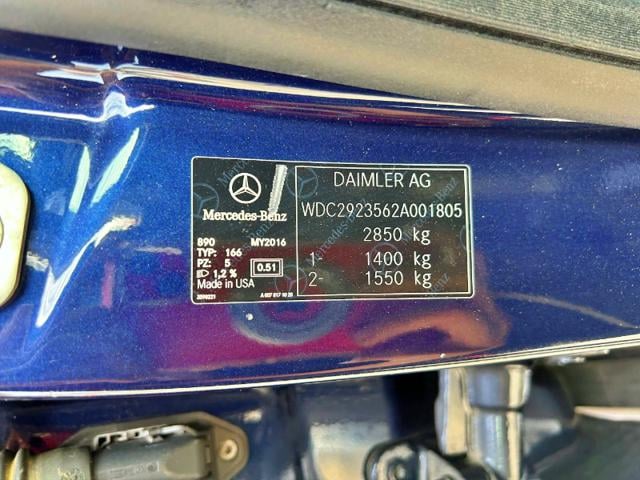 Mercedes-Benz
890 MY2016
TYP: 166
PZ: 5
1,2 % 0.51
Made in USA
DAIMLER AG
WDC2923562A001805
2850 kg
1- 1400 kg
2- 1550 kg